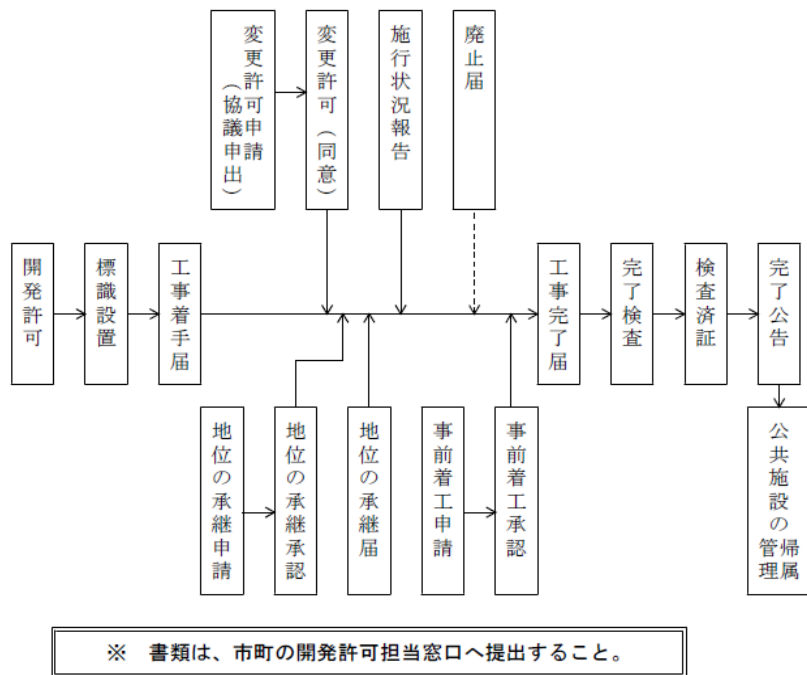 変更許可申請
（協議申出）
変更許可（同意）
施行状況報告
廃止届
開発許可
標識設置
工事着手届
工事完了届
完了検査
検査済証
完了公告
地位の承継申請
地位の承継承認
地位の承継届
事前着工申請
事前着工承認
公共施設の
管理
帰属
※　書類は、市町の開発許可担当窓口へ提出すること。